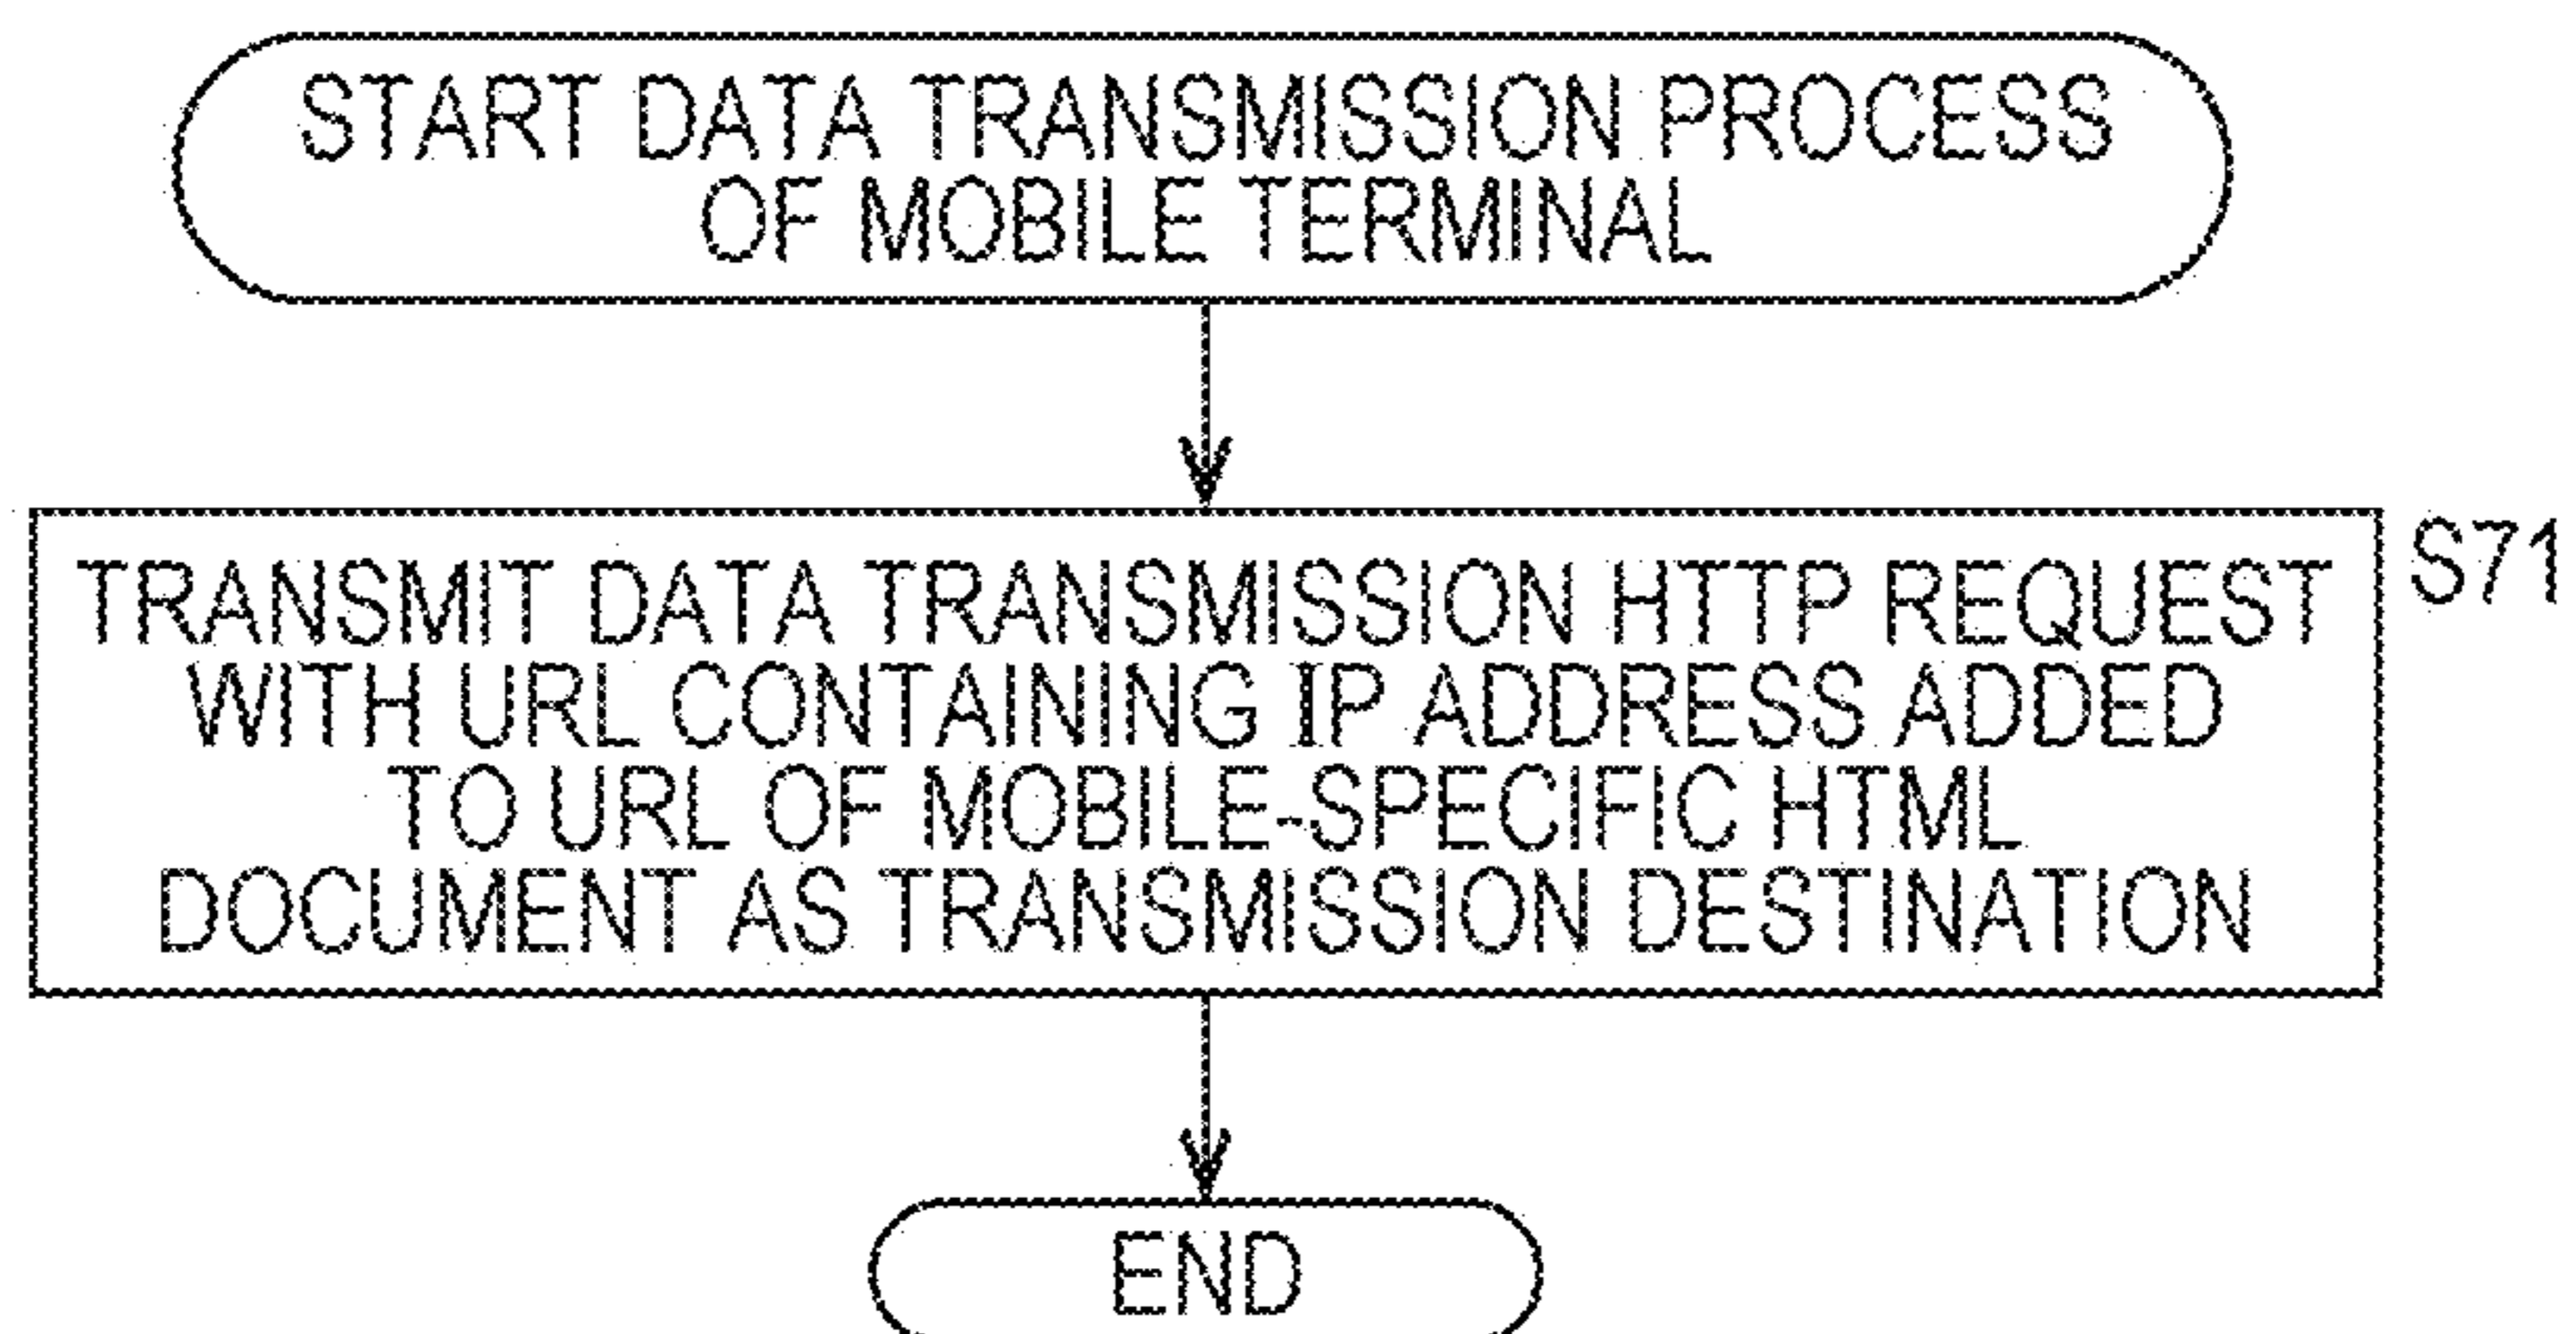 START DATA TRANSMISSION PROCESS
OF MOBILE TERMINAL
S71
TRANSMIT DATA TRANSMISSION HTTP REQUEST
WITH URL CONTAINING IP ADDRESS ADDED
TO URL OF MOBILE-SPECIFIC HTML
DOCUMENT AS TRANSMISSION DESTINATION
END